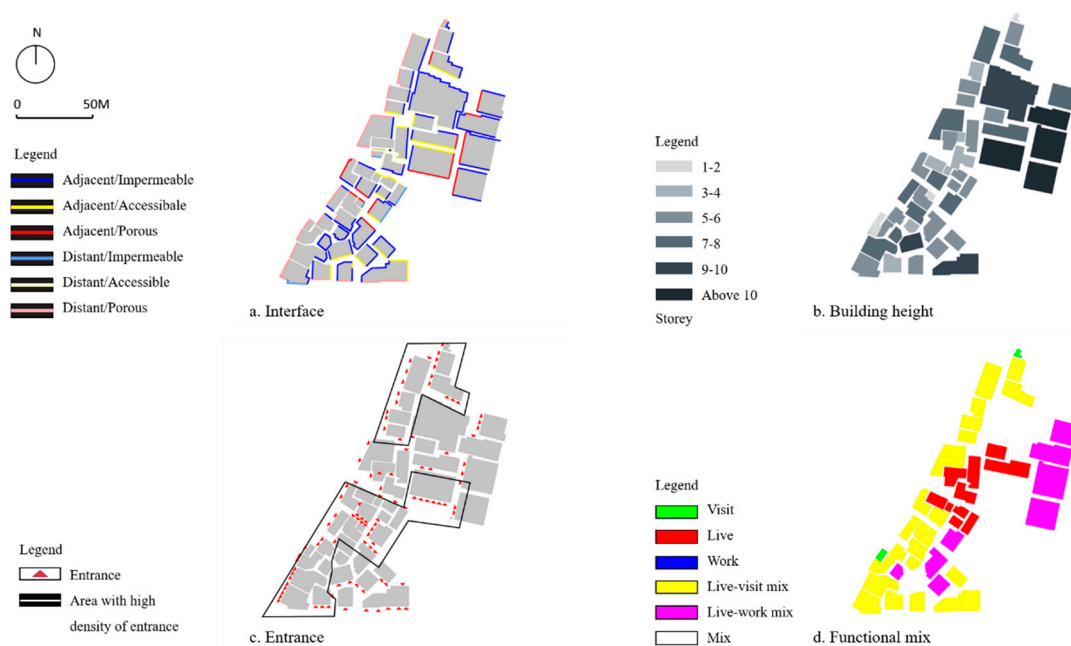 N
0
50M
Legend
Adjacent/Impermeable
Adjacent/Accessibale
Adjacent/Porous
Distant/Impermeable
Distant/Accessible
Distant/Porous
a. Interface
Legend
1-2
3-4
5-6
7-8
9-10
Above 10
Storey
b. Building height
Legend
Entrance
Area with high
density of entrance
c. Entrance
Legend
Visit
Live
Work
Live-visit mix
Live-work mix
Mix
d. Functional mix